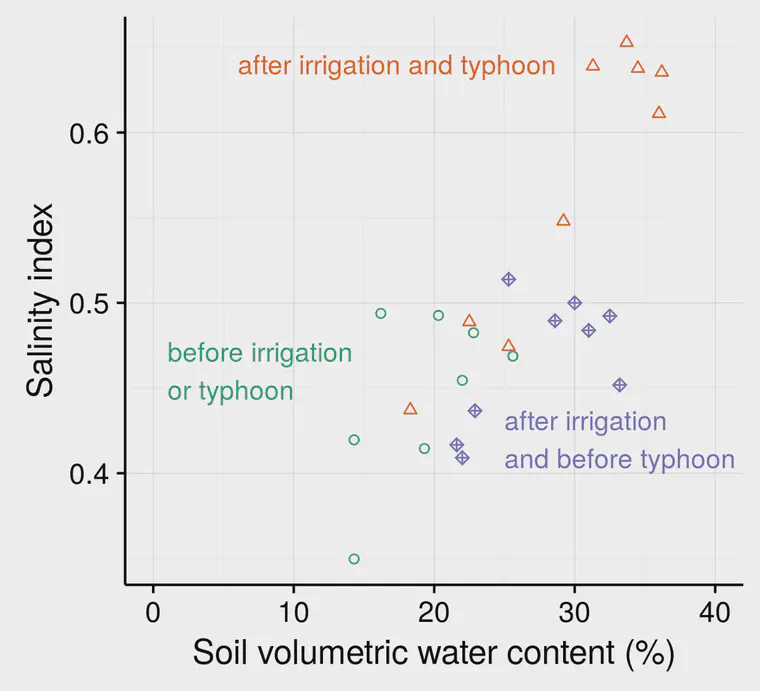 after irrigation and typhoon
0.6
Salinity index
0.5
before irrigation
or typhoon
after irrigation
and before typhoon
0.4
0 10 20 30 40
Soil volumetric water content (%)